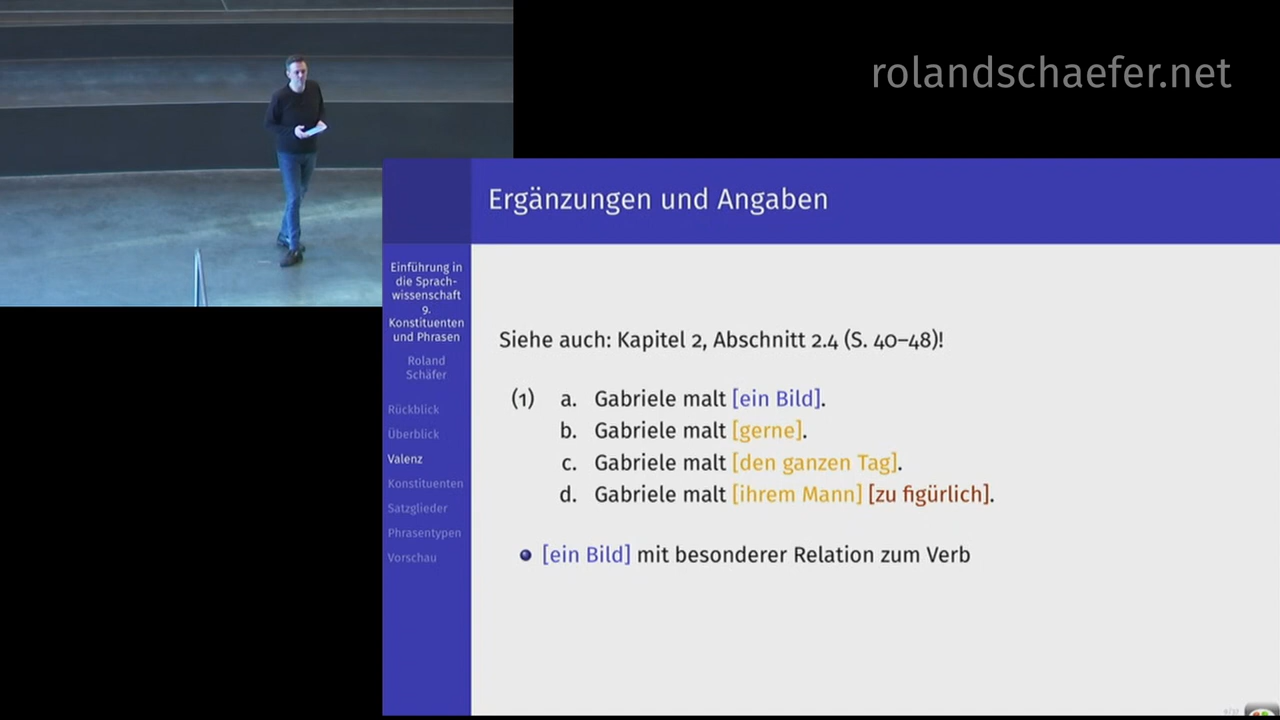 rolandschaefer.net
Ergänzungen und Angaben
Einführung in
die Sprach-
wissenschaft
9.
Konstituenten
und Phrasen
Roland
Schäfer
Rückblick
Überblick
Valenz
Konstituenten
Satzglieder
Phrasentypen
Vorschau
Siehe auch: Kapitel 2, Abschnitt 2.4 (S. 40–48)!
(1) a. Gabriele malt [ein Bild].
b. Gabriele malt [gerne].
c. Gabriele malt [den ganzen Tag].
d. Gabriele malt [ihrem Mann] [zu figürlich].
[ein Bild] mit besonderer Relation zum Verb